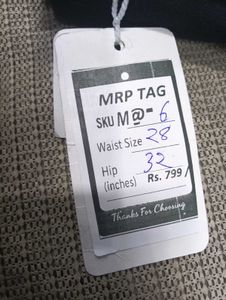 MRP TAG
SKU M@- 6
Waist Size 28
Hip 32
(inches) Rs. 799 /
Thanks For Choosing